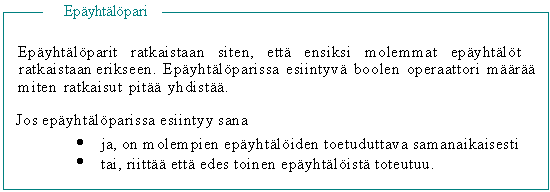 Epäyhtälöpari
Epäyhtälöparit ratkaistaan siten, että ensiksi molemmat epäyhtälöt
ratkaistaan erikseen. Epäyhtälöparissa esiintyvä boolen operaattori määrää
miten ratkaisut pitää yhdistää.
Jos epäyhtälöparissa esiintyy sana
• ja, on molempien epäyhtälöiden toetuduttava samanaikaisesti
• tai, riittää että edes toinen epäyhtälöistä toteutuu.